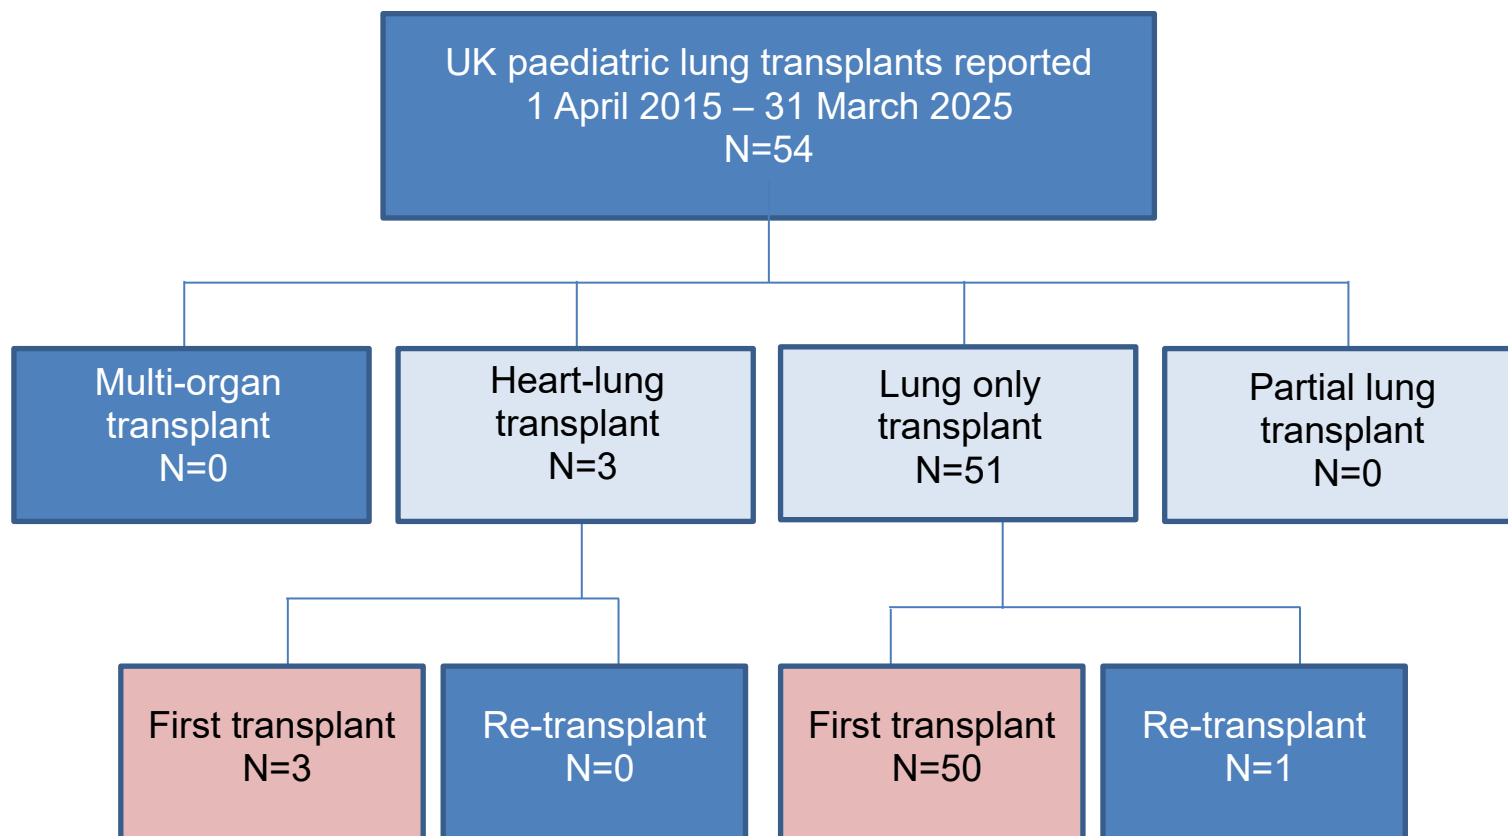 UK paediatric lung transplants reported
1 April 2015 – 31 March 2025
N=54
Multi-organ
transplant
N=0
Heart-lung
transplant
N=3
Lung only
transplant
N=51
Partial lung
transplant
N=0
First transplant
N=3
Re-transplant
N=0
First transplant
N=50
Re-transplant
N=1